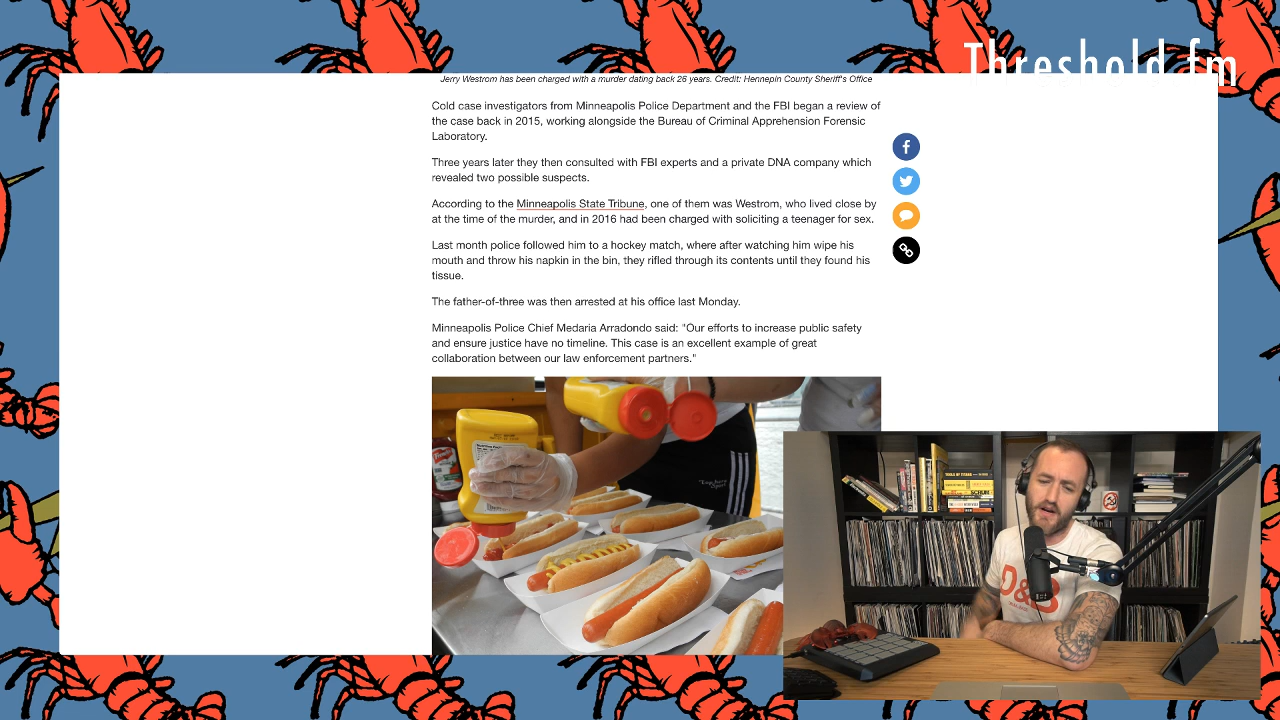 Threshold.fm
Jerry Westrom has been charged with a murder dating back 26 years. Credit: Hennepin County Sheriff's Office
Cold case investigators from Minneapolis Police Department and the FBI began a review of
the case back in 2015, working alongside the Bureau of Criminal Apprehension Forensic
Laboratory.
Three years later they then consulted with FBI experts and a private DNA company which
revealed two possible suspects.
According to the Minneapolis State Tribune, one of them was Westrom, who lived close by
at the time of the murder, and in 2016 had been charged with soliciting a teenager for sex.
Last month police followed him to a hockey match, where after watching him wipe his
mouth and throw his napkin in the bin, they rifled through its contents until they found his
tissue.
The father-of-three was then arrested at his office last Monday.
Minneapolis Police Chief Medaria Arradondo said: "Our efforts to increase public safety
and ensure justice have no timeline. This case is an excellent example of great
collaboration between our law enforcement partners."
D&B